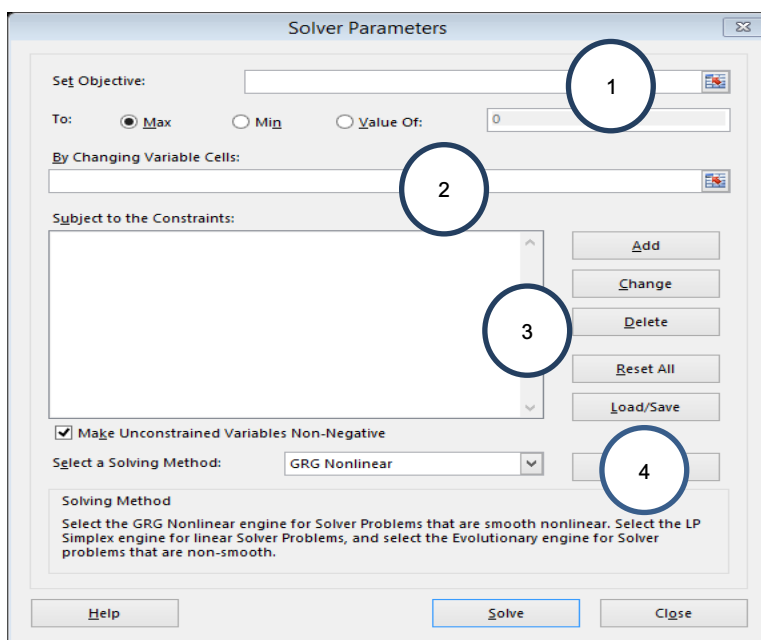 Solver Parameters
Set Objective:
1
To:
Max
Min
Value Of:
0
By Changing Variable Cells:
2
Subject to the Constraints:
Add
Change
3
Delete
Reset All
Load/Save
Make Unconstrained Variables Non-Negative
Select a Solving Method:
GRG Nonlinear
4
Solving Method
Select the GRG Nonlinear engine for Solver Problems that are smooth nonlinear. Select the LP
Simplex engine for linear Solver Problems, and select the Evolutionary engine for Solver
problems that are non-smooth.
Help
Solve
Close